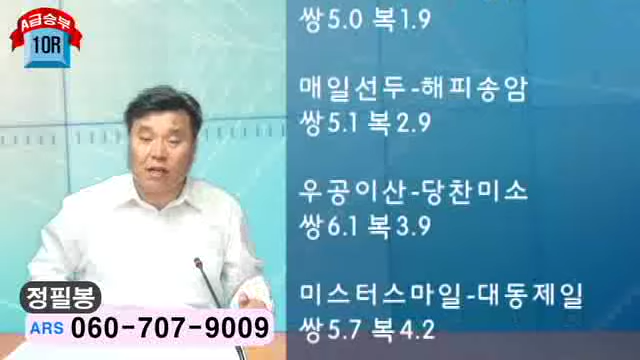 A급승부
10R
쌍5.0 복1.9
매일선두-해피송암
쌍5.1 복2.9
우공이산-당찬미소
쌍6.1 복3.9
미스터스마일-대동제일
쌍5.7 복4.2
정필봉
ARS 060-707-9009